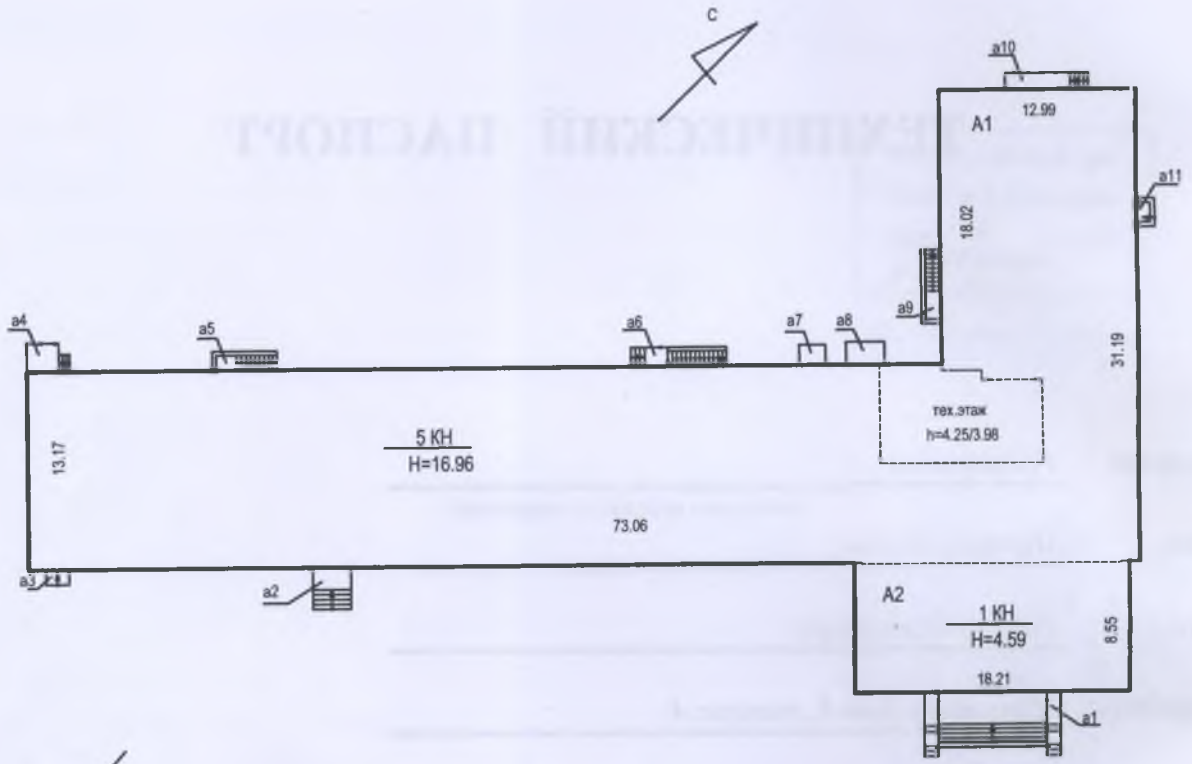 С
а10
12.99
А1
а11
18.02
а9
а4
а5
а6
а7
а8
31.19
тех.этаж
h=4.25/3.98
13.17
5 КН
Н=16.96
73.06
а3
а2
А2
1 КН
Н=4.59
8.55
18.21
а1